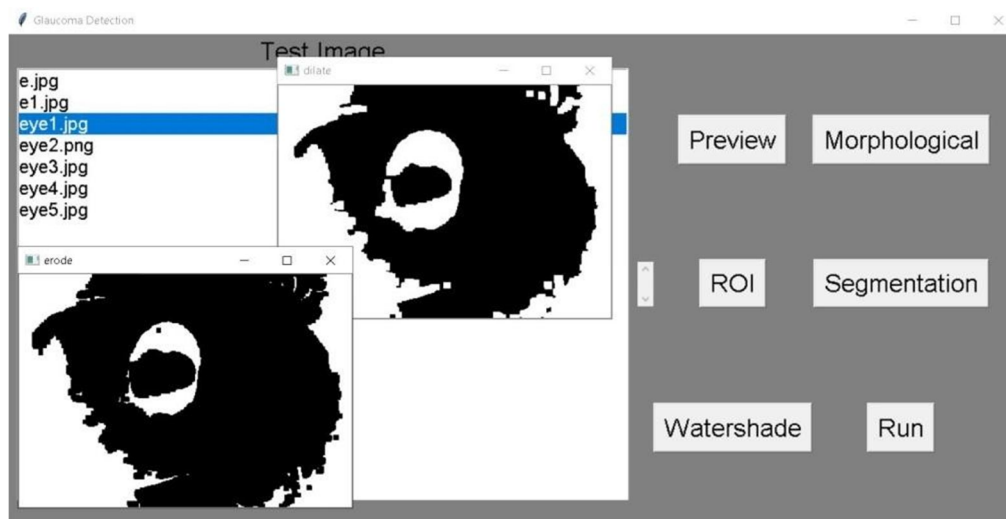 Glaucoma Detection
Test Image
dilate
e.jpg
e1.jpg
eye1.jpg
eye2.png
eye3.jpg
eye4.jpg
eye5.jpg
erode
Preview
Morphological
ROI
Segmentation
Watershade
Run